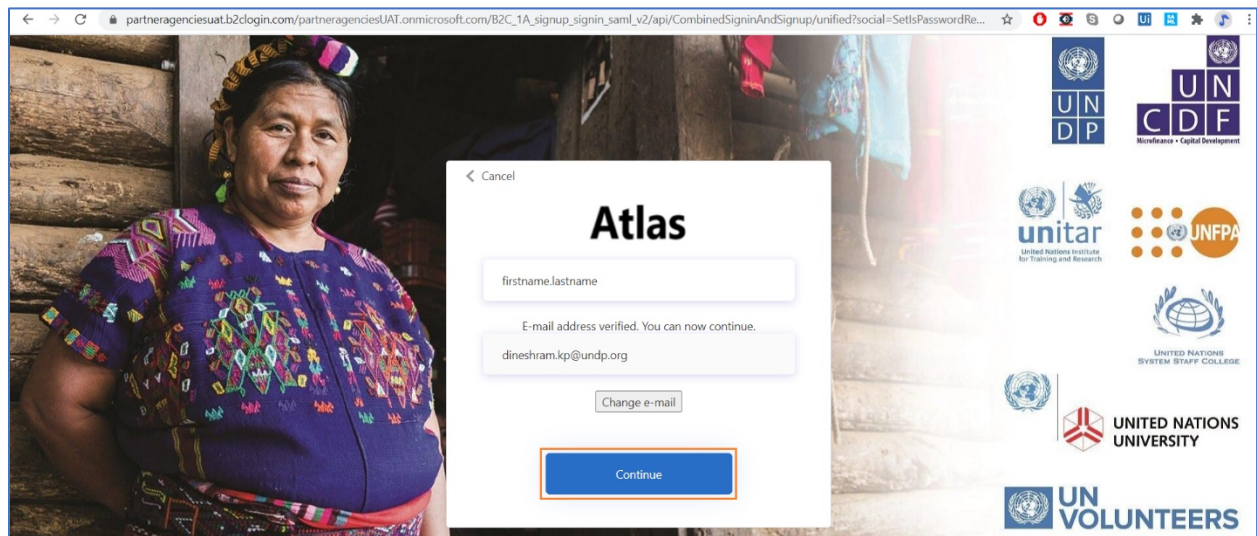 partneragenciesuat.b2clogin.com/partneragenciesUAT.onmicrosoft.com/B2C_1A_signup_signin_saml_v2/api/CombinedSigninAndSignup/unified?social=SetIsPasswordRe...
Cancel
Atlas
firstname.lastname
E-mail address verified. You can now continue.
dineshram.kp@undp.org
Change e-mail
Continue
U N
D P
U N
C D F
Microfinance • Capital Development
unitar
United Nations Institute
for Training and Research
UNFPA
UNITED NATIONS
SYSTEM STAFF COLLEGE
UNITED NATIONS
UNIVERSITY
UN
VOLUNTEERS